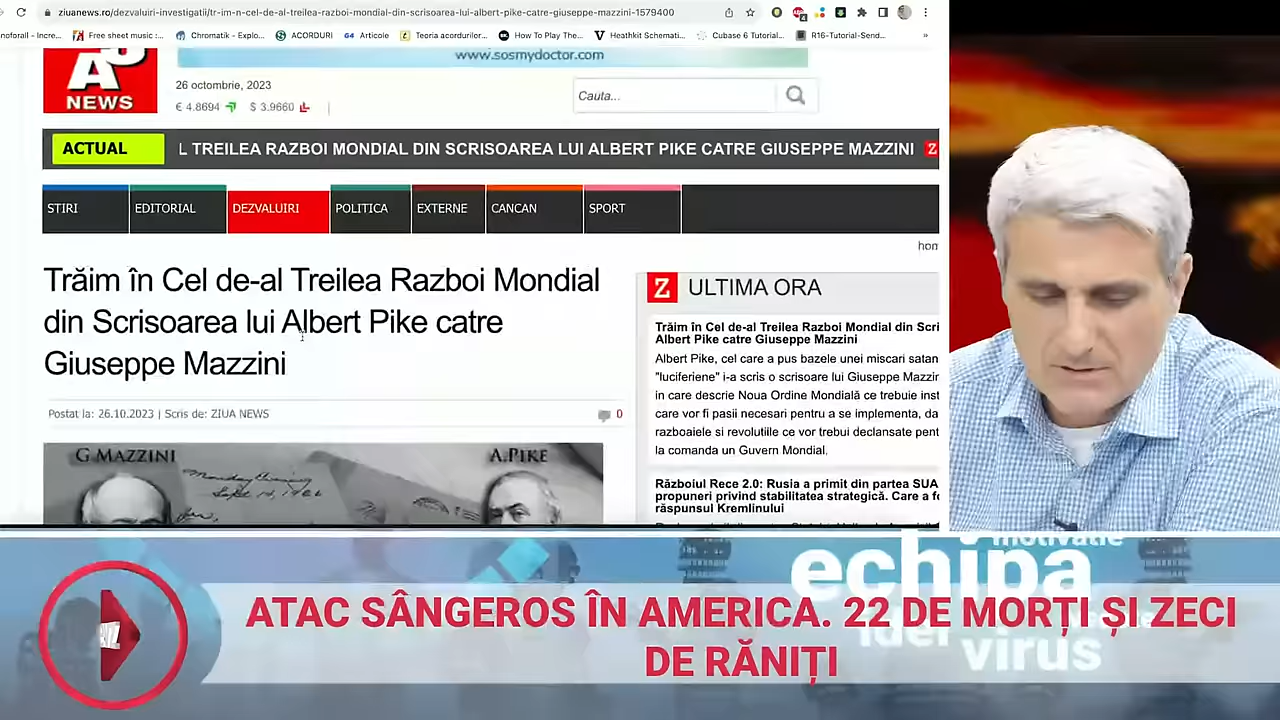 ziuanews.ro/dezvaluiri-investigatii/tr-im-n-cel-de-al-treilea-razboi-mondial-din-scrisoarea-lui-albert-pike-catre-giuseppe-mazzini-1579400
noforall - Incre... Free sheet music :... Chromatik - Explo... ACORDURI G4 Articole Teoria acordurilor... How To Play The... Heathkit Schemati... Cubase 6 Tutorial... R16-Tutorial-Send... »
www.sosmydoctor.com
NEWS
26 octombrie, 2023
€ 4.8694 $ 3.9660
Cauta...
ACTUAL
L TREILEA RAZBOI MONDIAL DIN SCRISOAREA LUI ALBERT PIKE CATRE GIUSEPPE MAZZINI Z
STIRI EDITORIAL DEZVALUIRI POLITICA EXTERNE CANCAN SPORT
hom
Trăim în Cel de-al Treilea Razboi Mondial
din Scrisoarea lui Albert Pike catre
Giuseppe Mazzini
Postat la: 26.10.2023 | Scris de: ZIUA NEWS 0
G MAZZINI A.PIKE
Z ULTIMA ORA
Trăim în Cel de-al Treilea Razboi Mondial din Scri
Albert Pike catre Giuseppe Mazzini
Albert Pike, cel care a pus bazele unei miscari satan
"luciferiene" i-a scris o scrisoare lui Giuseppe Mazzir
in care descrie Noua Ordine Mondială ce trebuie inst
care vor fi pasii necesari pentru a se implementa, da
razboaiele si revolutiile ce vor trebui declansate pent
la comanda un Guvern Mondial.
Războiul Rece 2.0: Rusia a primit din partea SUA
propuneri privind stabilitatea strategică. Care a fo
răspunsul Kremlinului
motivatie
echipa
lider
virus
ATAC SÂNGEROS ÎN AMERICA. 22 DE MORȚI ȘI ZECI
DE RĂNIȚI